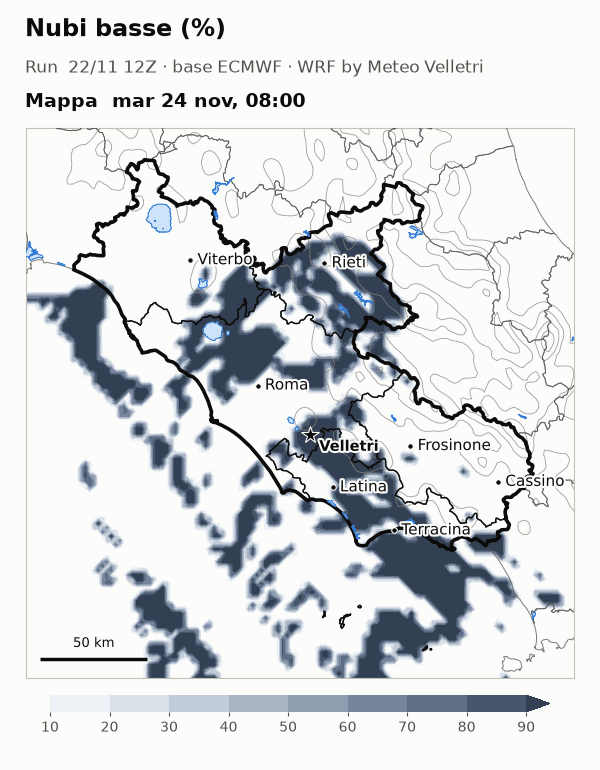 Nubi basse (%)
Run  22/11 12Z · base ECMWF · WRF by Meteo Velletri
Mappa  mar 24 nov, 08:00
Viterbo
Rieti
Roma
Velletri
Frosinone
Cassino
Latina
Terracina
50 km
10 20 30 40 50 60 70 80 90